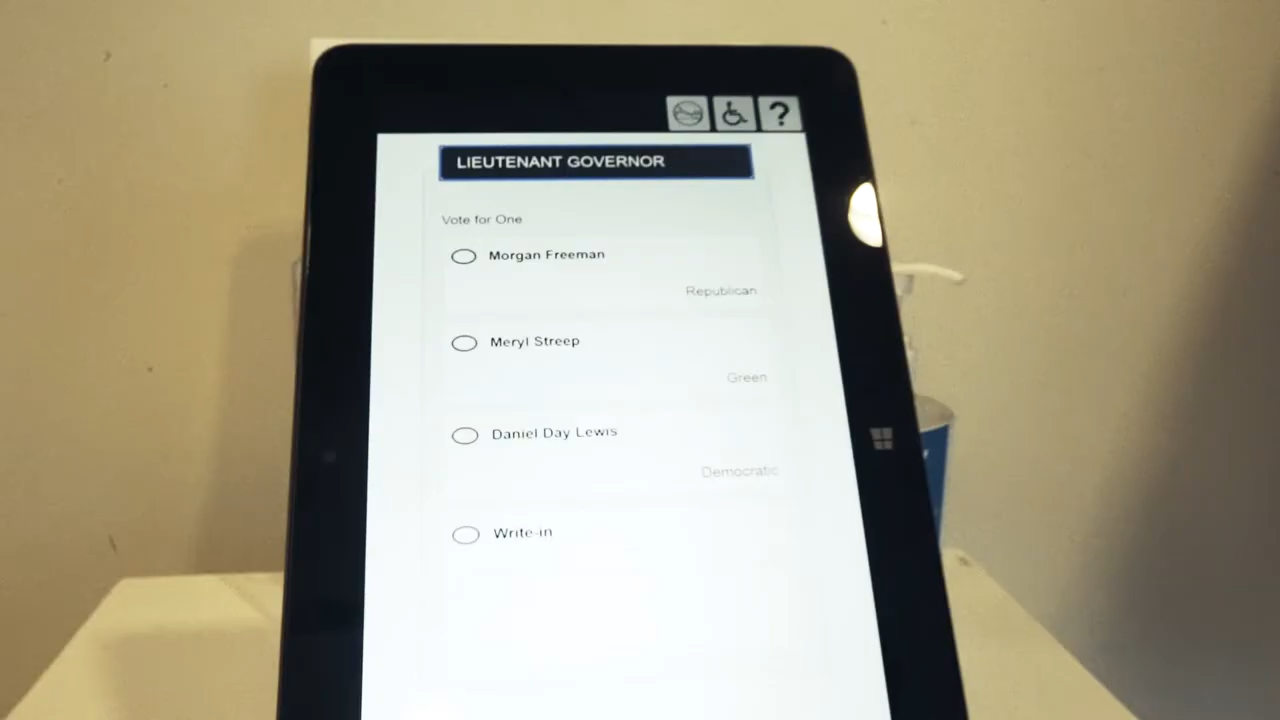 ?
LIEUTENANT GOVERNOR
Vote for One
Morgan Freeman
Republican
Meryl Streep
Green
Daniel Day Lewis
Democratic
Write-in